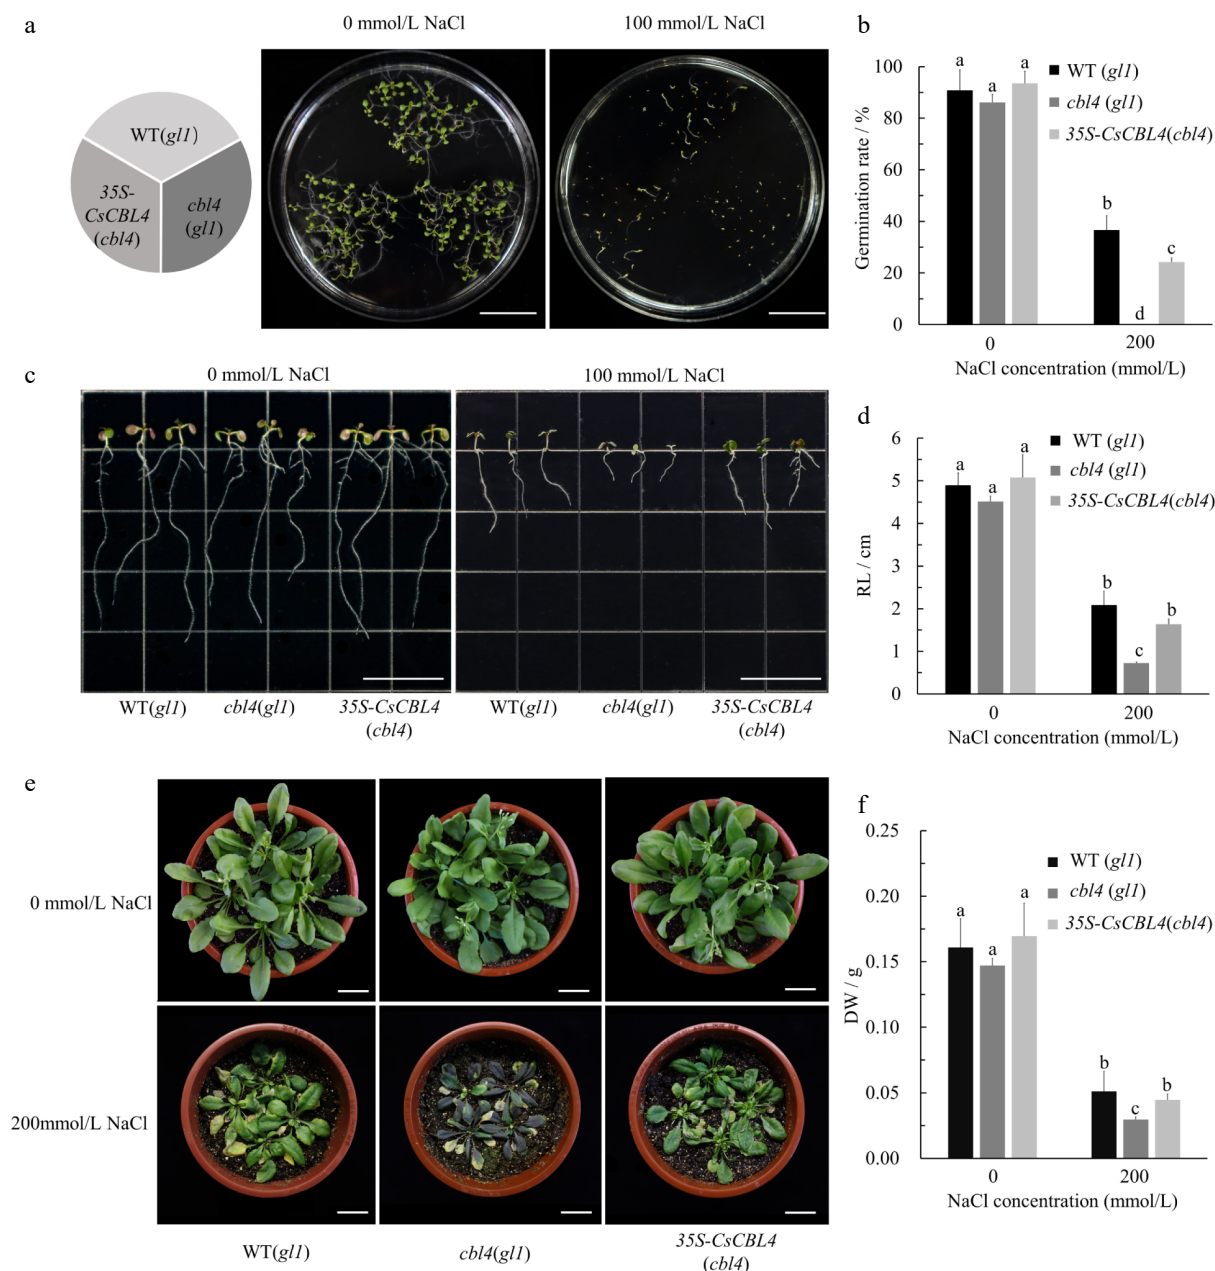 a
0 mmol/L NaCl
100 mmol/L NaCl
WT(gl1)
35S-
CsCBL4
(cbl4)
cbl4
(gl1)
b
100
80
60
40
20
0
Germination rate / %
a
a
a
b
d
c
WT (gl1)
cbl4 (gl1)
35S-CsCBL4(cbl4)
0
200
NaCl concentration (mmol/L)
c
0 mmol/L NaCl
100 mmol/L NaCl
WT(gl1)
cbl4(gl1)
35S-CsCBL4
(cbl4)
WT(gl1)
cbl4(gl1)
35S-CsCBL4
(cbl4)
d
6
5
4
3
2
1
0
RL / cm
a
a
a
b
c
b
WT (gl1)
cbl4 (gl1)
35S-CsCBL4(cbl4)
0
200
NaCl concentration (mmol/L)
e
0 mmol/L NaCl
200mmol/L NaCl
WT(gl1)
cbl4(gl1)
35S-CsCBL4
(cbl4)
f
0.25
0.20
0.15
0.10
0.05
0.00
DW / g
a
a
a
b
c
b
WT (gl1)
cbl4 (gl1)
35S-CsCBL4(cbl4)
0
200
NaCl concentration (mmol/L)